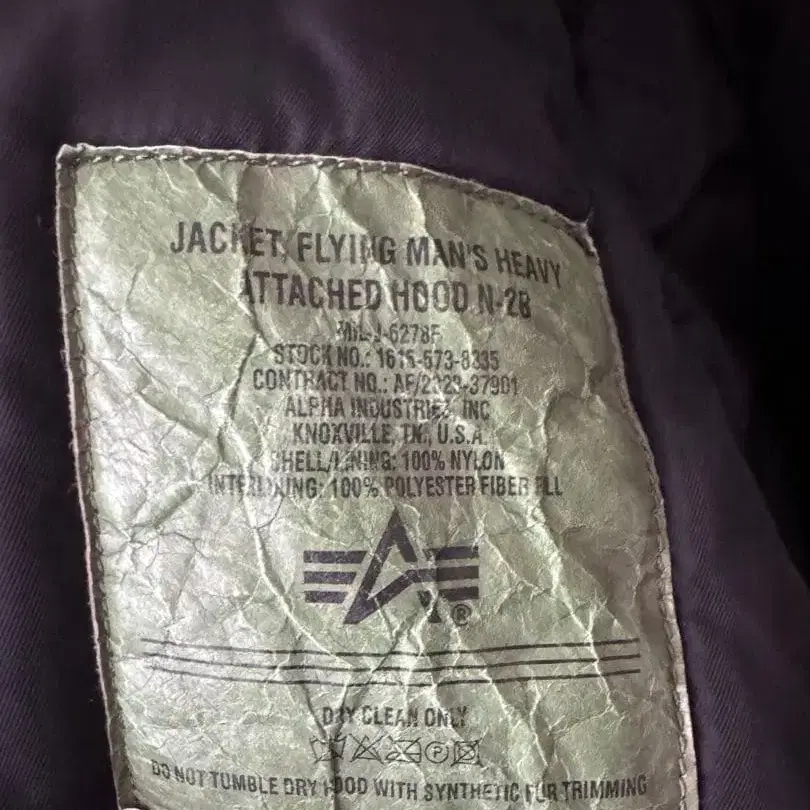 JACKET, FLYING MAN'S HEAVY
ATTACHED HOOD N-2B
MIL-J-6278F
STOCK NO.: 1615-573-8335
CONTRACT NO.: AF/2323-37901
ALPHA INDUSTRIES, INC
KNOXVILLE, TN., U.S.A.
SHELL/LINING: 100% NYLON
INTERLINING: 100% POLYESTER FIBER FILL
®
DRY CLEAN ONLY
P
DO NOT TUMBLE DRY HOOD WITH SYNTHETIC FUR TRIMMING